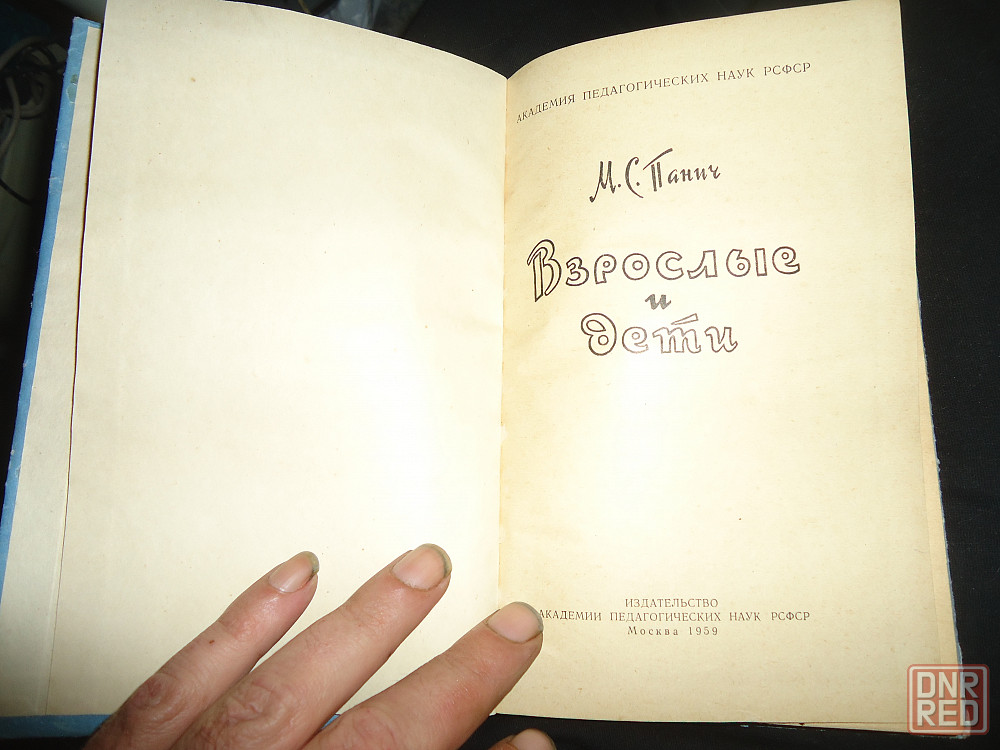 АКАДЕМИЯ ПЕДАГОГИЧЕСКИХ НАУК РСФСР
М. С. Панич
Взрослые
и
дети
ИЗДАТЕЛЬСТВО
АКАДЕМИИ ПЕДАГОГИЧЕСКИХ НАУК РСФСР
Москва 1959
DNR
RED